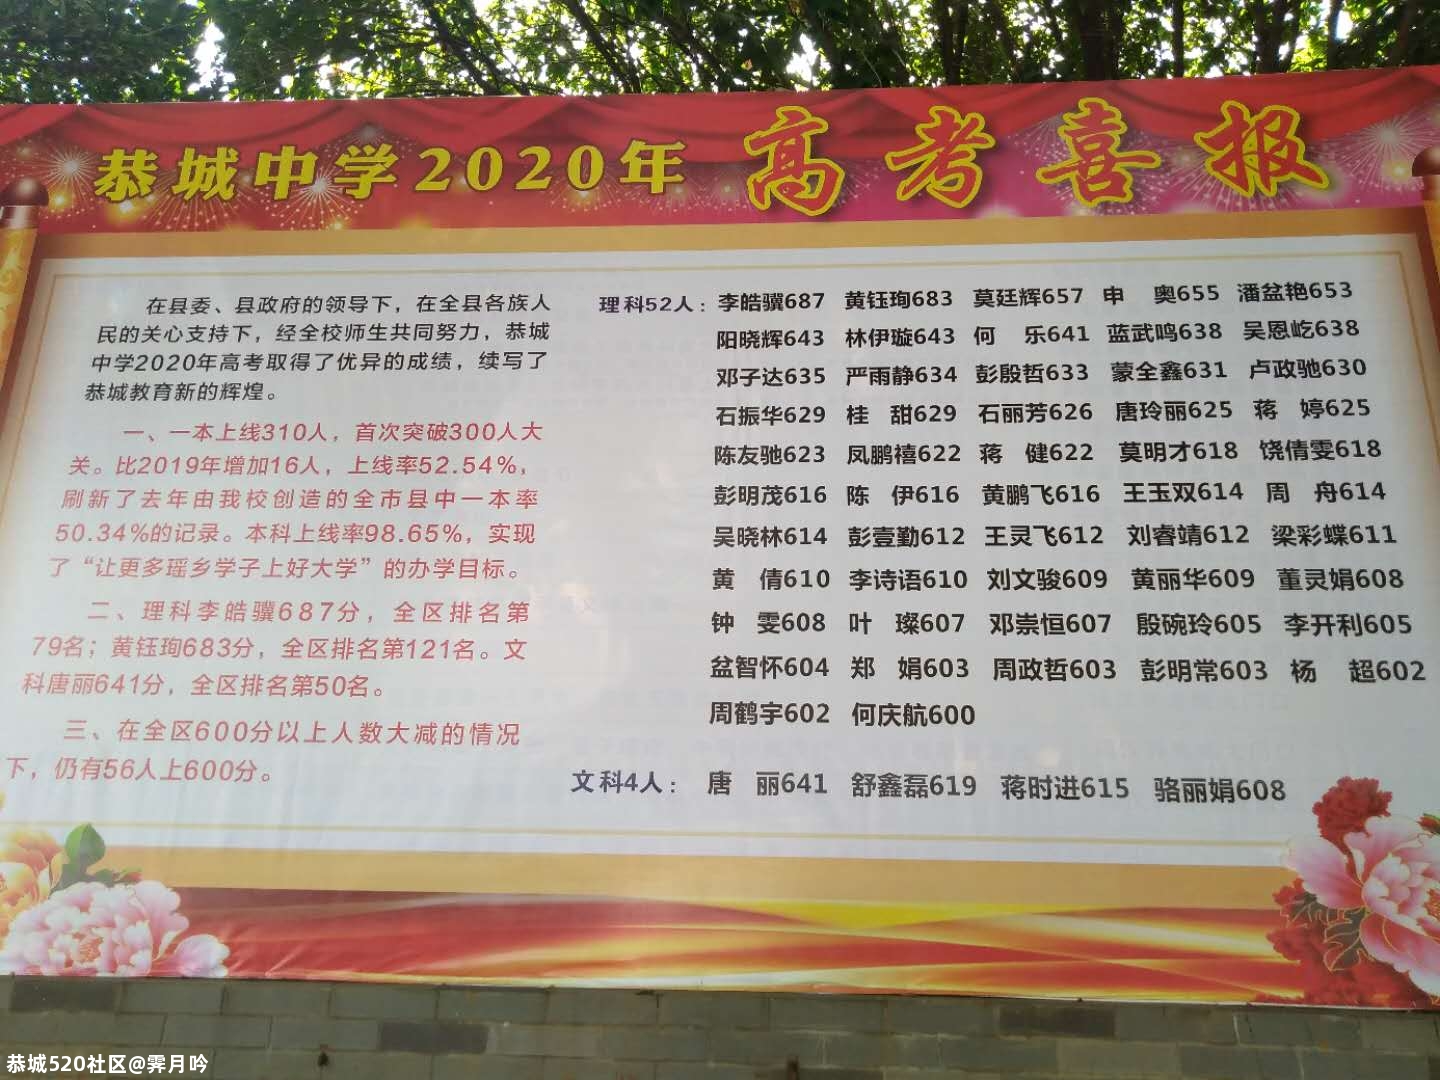 恭城中学2020年 高考喜报
在县委、县政府的领导下，在全县各族人
民的关心支持下，经全校师生共同努力，恭城
中学2020年高考取得了优异的成绩，续写了
恭城教育新的辉煌。
一、一本上线310人，首次突破300人大
关。比2019年增加16人，上线率52.54%，
刷新了去年由我校创造的全市县中一本率
50.34%的记录。本科上线率98.65%，实现
了“让更多瑶乡学子上好大学”的办学目标。
二、理科李皓骥687分，全区排名第
79名；黄钰珣683分，全区排名第121名。文
科唐丽641分，全区排名第50名。
三、在全区600分以上人数大减的情况
下，仍有56人上600分。
理科52人：李皓骥687 黄钰珣683 莫廷辉657 申　奥655 潘盆艳653
阳晓辉643 林伊璇643 何　乐641 蓝武鸣638 吴恩屹638
邓子达635 严雨静634 彭殷哲633 蒙全鑫631 卢政驰630
石振华629 桂　甜629 石丽芳626 唐玲丽625 蒋　婷625
陈友驰623 凤鹏禧622 蒋　健622 莫明才618 饶倩雯618
彭明茂616 陈　伊616 黄鹏飞616 王玉双614 周　舟614
吴晓林614 彭壹勤612 王灵飞612 刘睿靖612 梁彩蝶611
黄　倩610 李诗语610 刘文骏609 黄丽华609 董灵娟608
钟　雯608 叶　璨607 邓崇恒607 殷碗玲605 李开利605
盆智怀604 郑　娟603 周政哲603 彭明常603 杨　超602
周鹤宇602 何庆航600
文科4人： 唐　丽641 舒鑫磊619 蒋时进615 骆丽娟608
恭城520社区@霁月吟